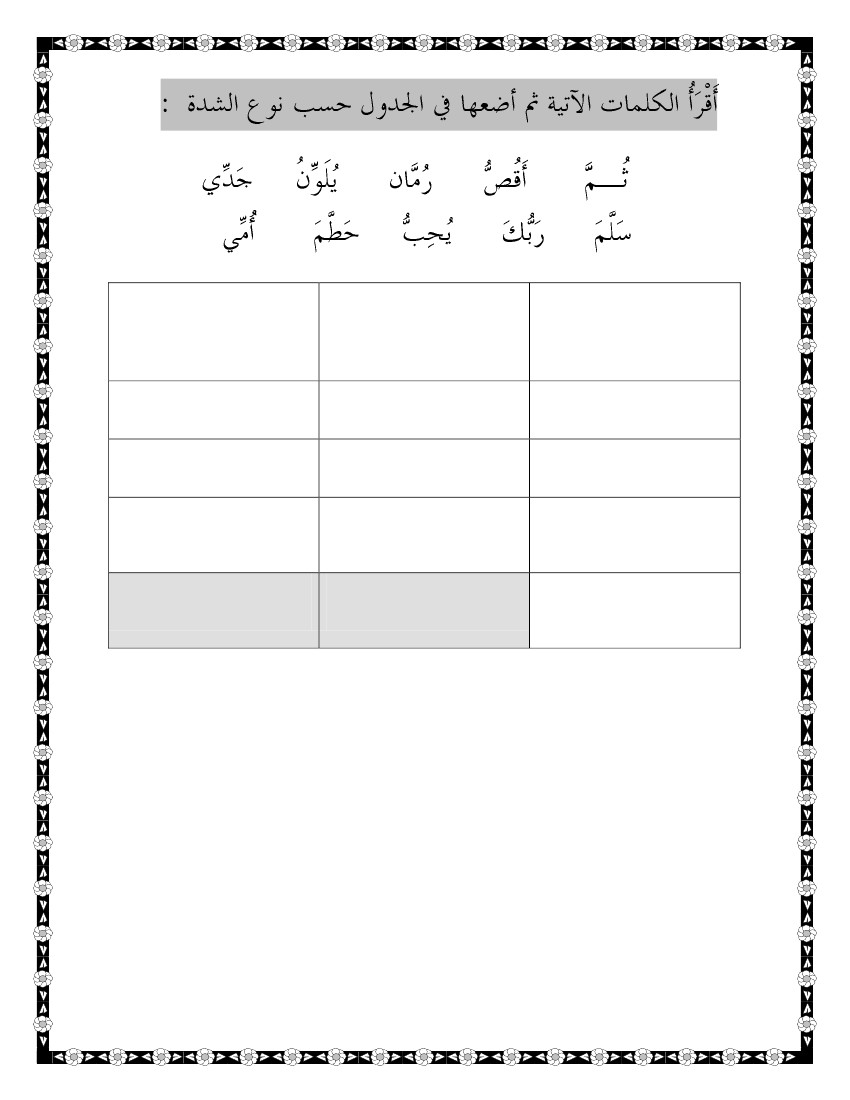 أَقْرَأُ الكلمات الآتية ثم أضعها في الجدول حسب نوع الشدة :
ثُـــمَّ أَقُصُّ رُمَّان يُلَوِّنُ جَدِّي
سَلَّمَ رَبُّكَ يُحِبُّ حَطَّمَ أُمِّي